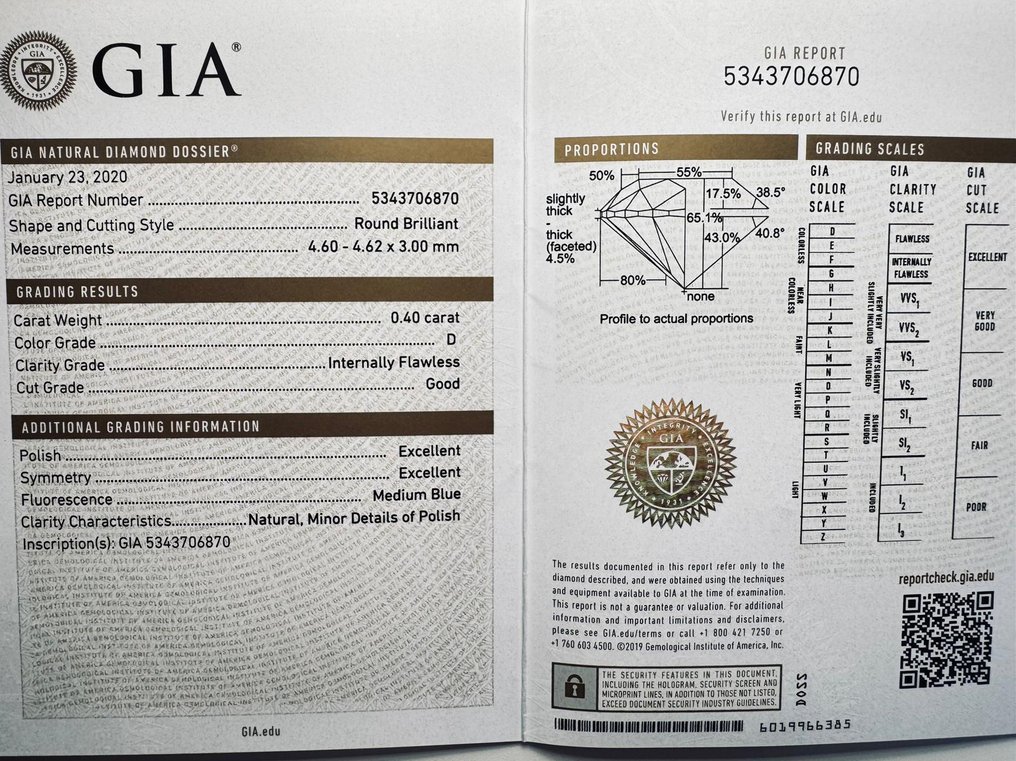 GIA®
GIA NATURAL DIAMOND DOSSIER®
January 23, 2020
GIA Report Number 5343706870
Shape and Cutting Style Round Brilliant
Measurements 4.60 - 4.62 x 3.00 mm
GRADING RESULTS
Carat Weight 0.40 carat
Color Grade D
Clarity Grade Internally Flawless
Cut Grade Good
ADDITIONAL GRADING INFORMATION
Polish Excellent
Symmetry Excellent
Fluorescence Medium Blue
Clarity Characteristics Natural, Minor Details of Polish
Inscription(s): GIA 5343706870
GIA.edu
GIA REPORT
5343706870
Verify this report at GIA.edu
PROPORTIONS
50%
55%
17.5%
38.5°
slightly
thick
65.1%
thick
(faceted)
4.5%
43.0%
40.8°
80%
none
Profile to actual proportions
GIA
INTEGRITY
1931
The results documented in this report refer only to the
diamond described, and were obtained using the techniques
and equipment available to GIA at the time of examination.
This report is not a guarantee or valuation. For additional
information and important limitations and disclaimers,
please see GIA.edu/terms or call +1 800 421 7250 or
+1 760 603 4500. ©2019 Gemological Institute of America, Inc.
THE SECURITY FEATURES IN THIS DOCUMENT,
INCLUDING THE HOLOGRAM, SECURITY SCREEN AND
MICROPRINT LINES, IN ADDITION TO THOSE NOT LISTED,
EXCEED DOCUMENT SECURITY INDUSTRY GUIDELINES.
6019966385
DOSS
GRADING SCALES
GIA
COLOR
SCALE
COLORLESS
D
E
F
NEAR
COLORLESS
G
H
I
J
FAINT
K
L
M
VERY LIGHT
N
O
P
Q
R
LIGHT
S
T
U
V
W
X
Y
Z
GIA
CLARITY
SCALE
FLAWLESS
INTERNALLY
FLAWLESS
VERY VERY
SLIGHTLY INCLUDED
VVS1
VVS2
VERY SLIGHTLY
INCLUDED
VS1
VS2
SLIGHTLY
INCLUDED
SI1
SI2
INCLUDED
I1
I2
I3
GIA
CUT
SCALE
EXCELLENT
VERY
GOOD
GOOD
FAIR
POOR
reportcheck.gia.edu